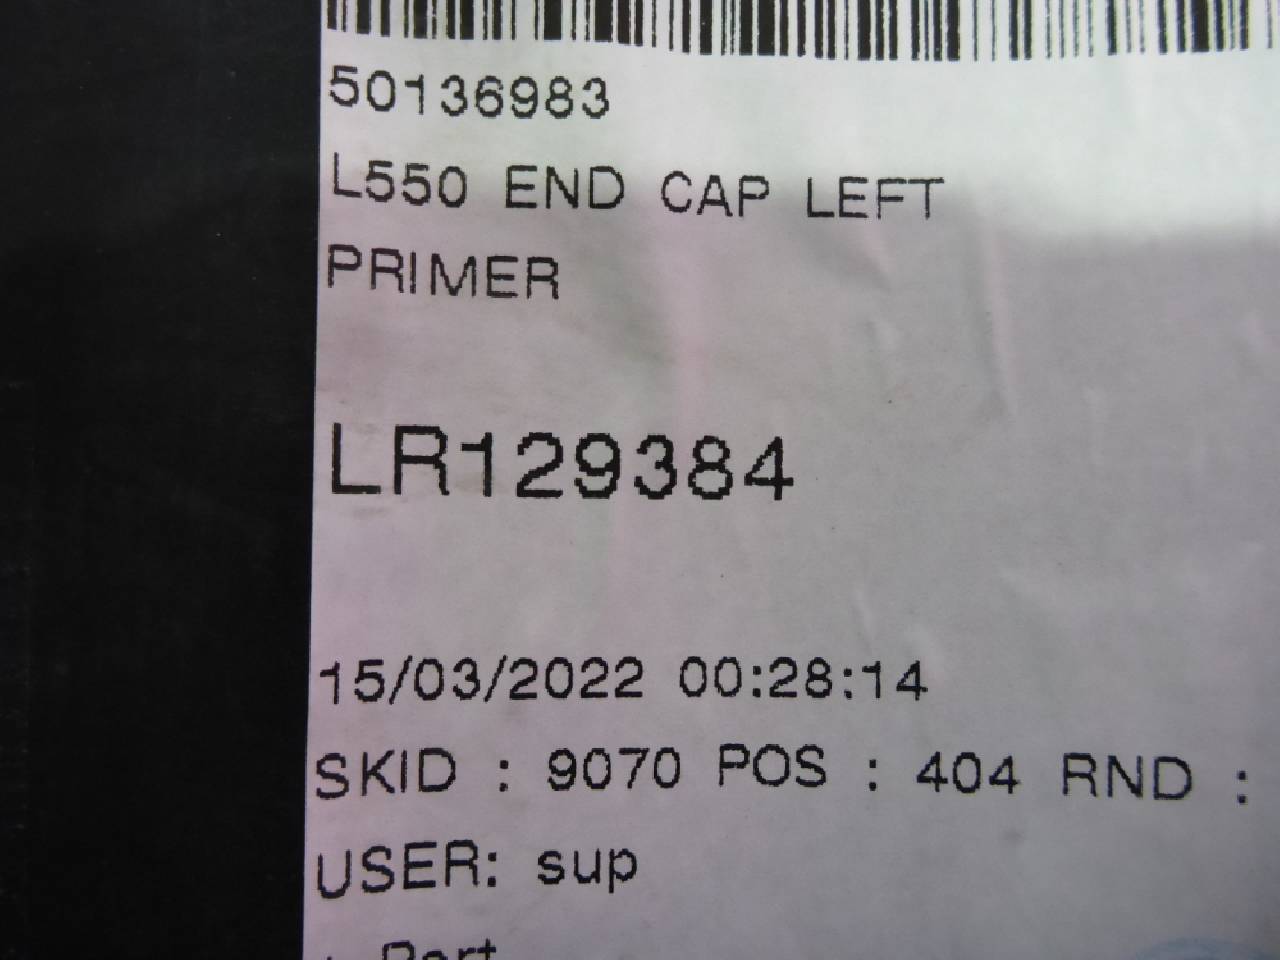 50136983
L550 END CAP LEFT
PRIMER
LR129384
15/03/2022 00:28:14
SKID : 9070 POS : 404 RND :
USER: sup
Part